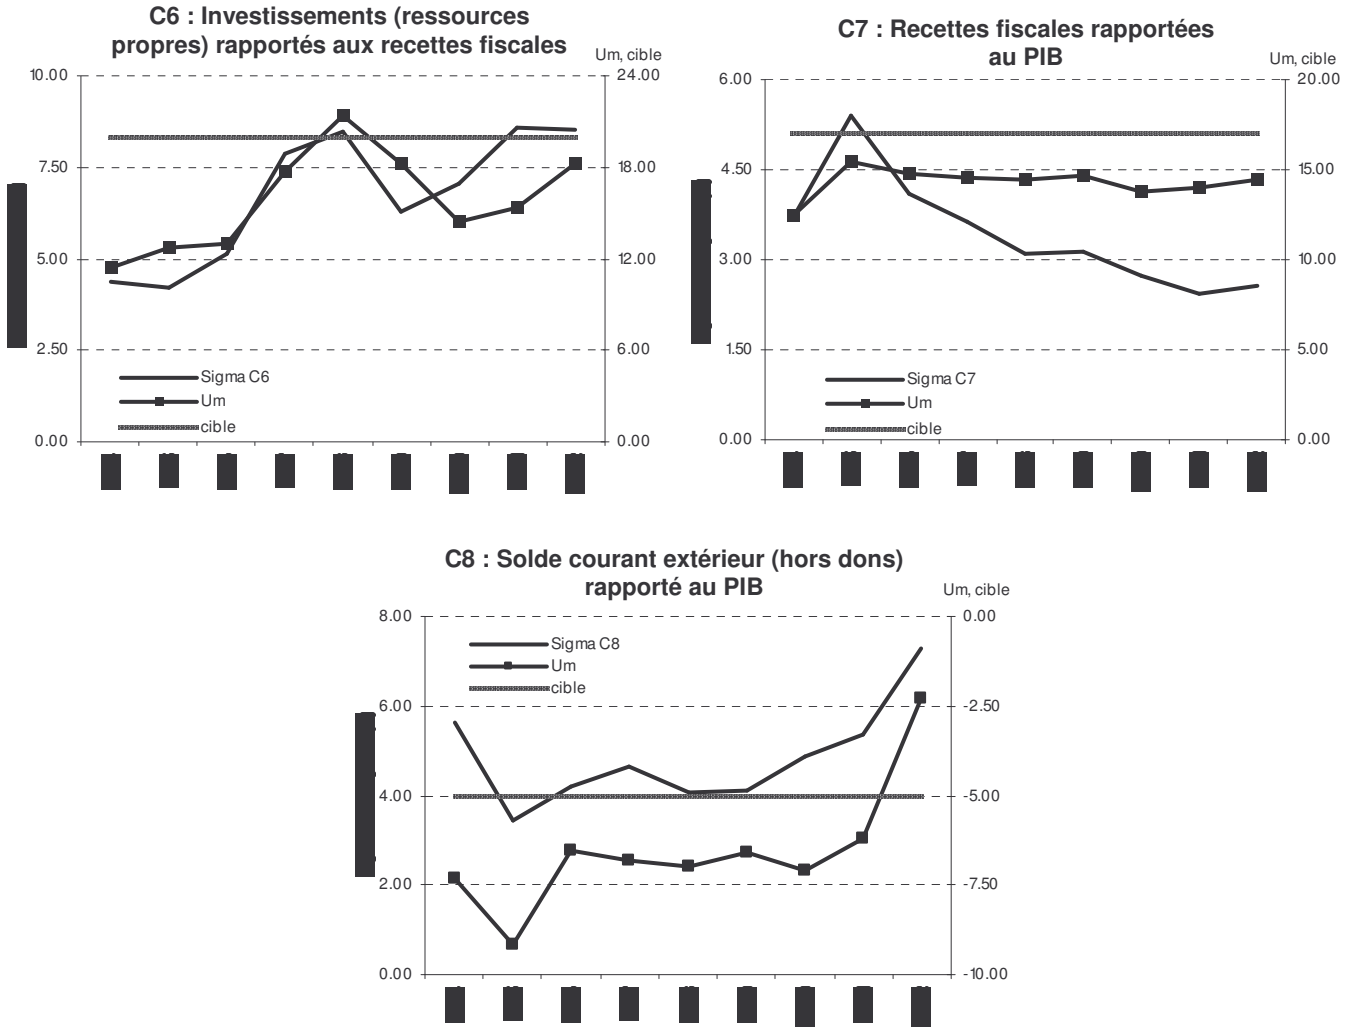 C6 : Investissements (ressources
propres) rapportés aux recettes fiscales
Um, cible
10.00
7.50
5.00
2.50
0.00
24.00
18.00
12.00
6.00
0.00
Sigma C6
Um
cible
C7 : Recettes fiscales rapportées
au PIB
Um, cible
6.00
4.50
3.00
1.50
0.00
20.00
15.00
10.00
5.00
0.00
Sigma C7
Um
cible
C8 : Solde courant extérieur (hors dons)
rapporté au PIB
Um, cible
8.00
6.00
4.00
2.00
0.00
0.00
-2.50
-5.00
-7.50
-10.00
Sigma C8
Um
cible